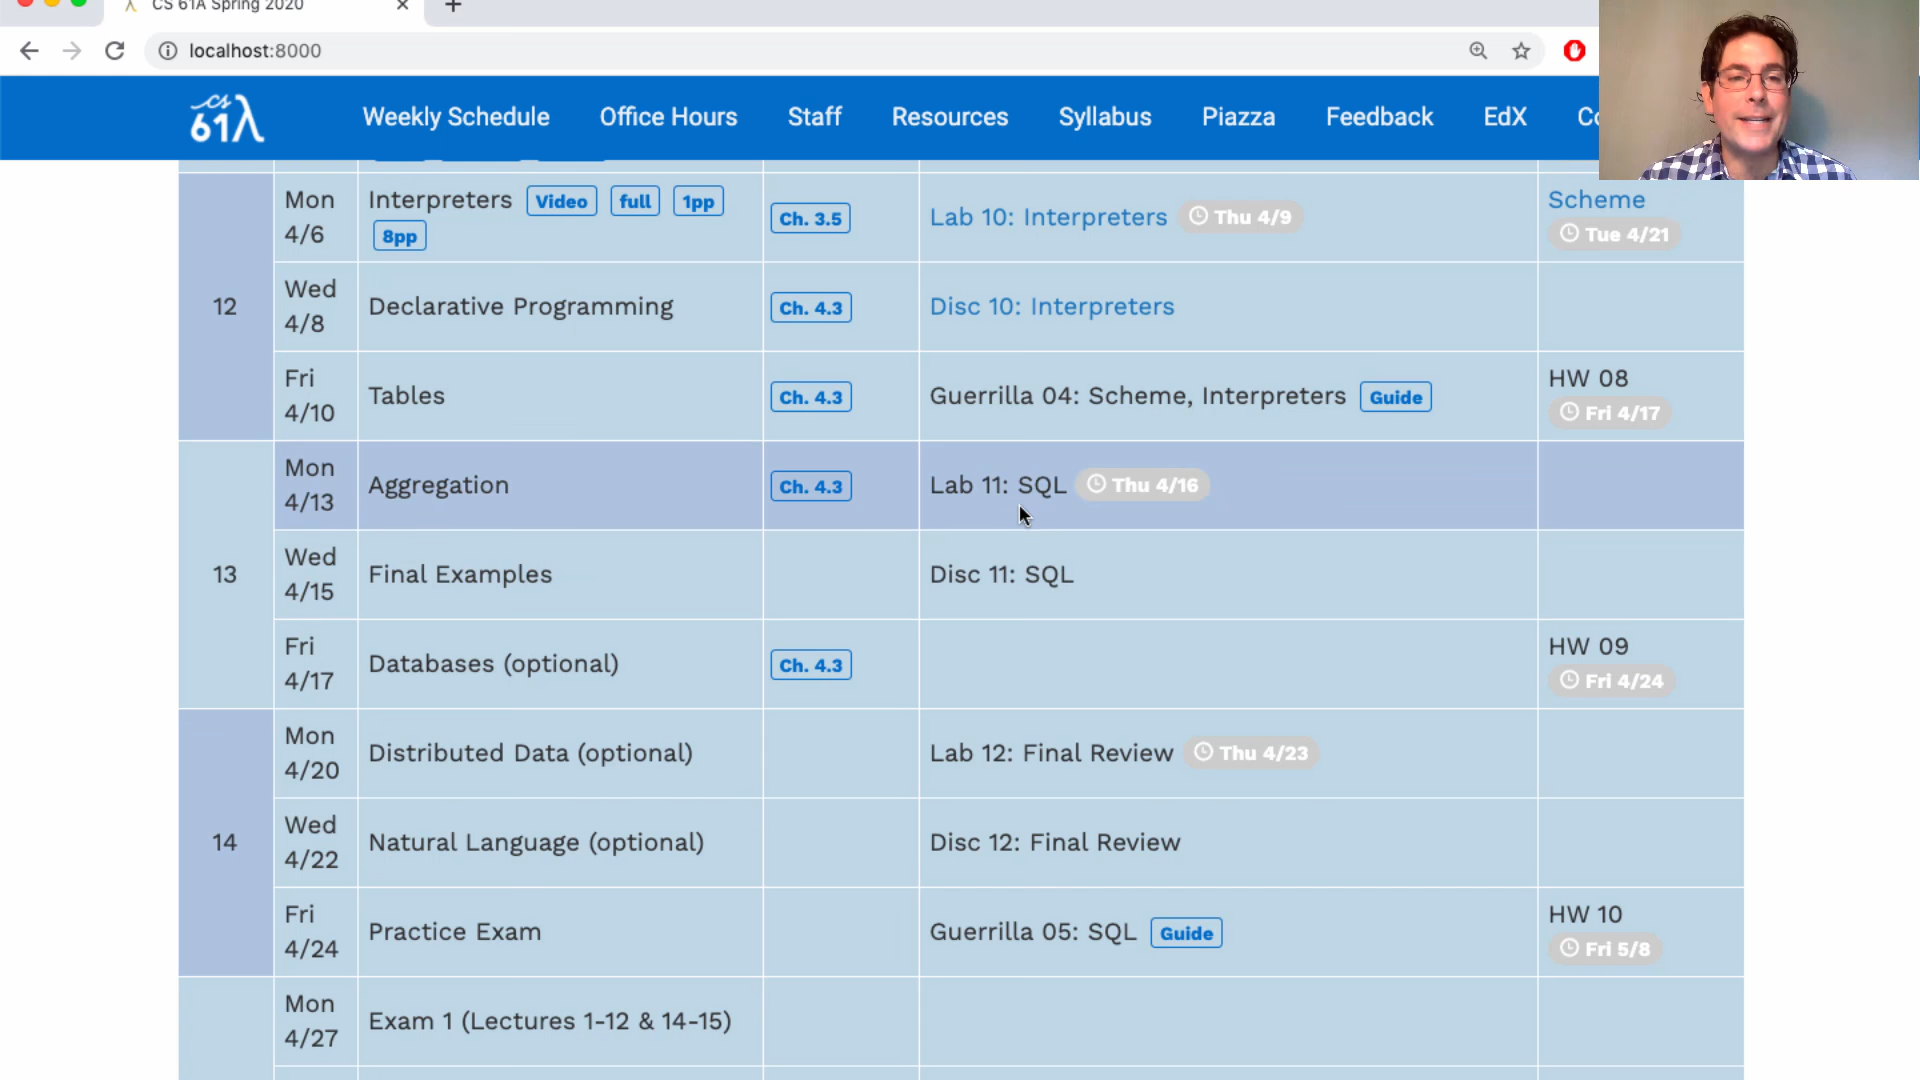 CS 61A Spring 2020
localhost:8000
cs
61λ
Weekly Schedule
Office Hours
Staff
Resources
Syllabus
Piazza
Feedback
EdX
12
Mon
4/6
Interpreters Video full 1pp
8pp
Ch. 3.5
Lab 10: Interpreters Thu 4/9
Scheme
Tue 4/21
Wed
4/8
Declarative Programming
Ch. 4.3
Disc 10: Interpreters
Fri
4/10
Tables
Ch. 4.3
Guerrilla 04: Scheme, Interpreters Guide
HW 08
Fri 4/17
13
Mon
4/13
Aggregation
Ch. 4.3
Lab 11: SQL Thu 4/16
Wed
4/15
Final Examples
Disc 11: SQL
Fri
4/17
Databases (optional)
Ch. 4.3
HW 09
Fri 4/24
14
Mon
4/20
Distributed Data (optional)
Lab 12: Final Review Thu 4/23
Wed
4/22
Natural Language (optional)
Disc 12: Final Review
Fri
4/24
Practice Exam
Guerrilla 05: SQL Guide
HW 10
Fri 5/8
Mon
4/27
Exam 1 (Lectures 1-12 & 14-15)